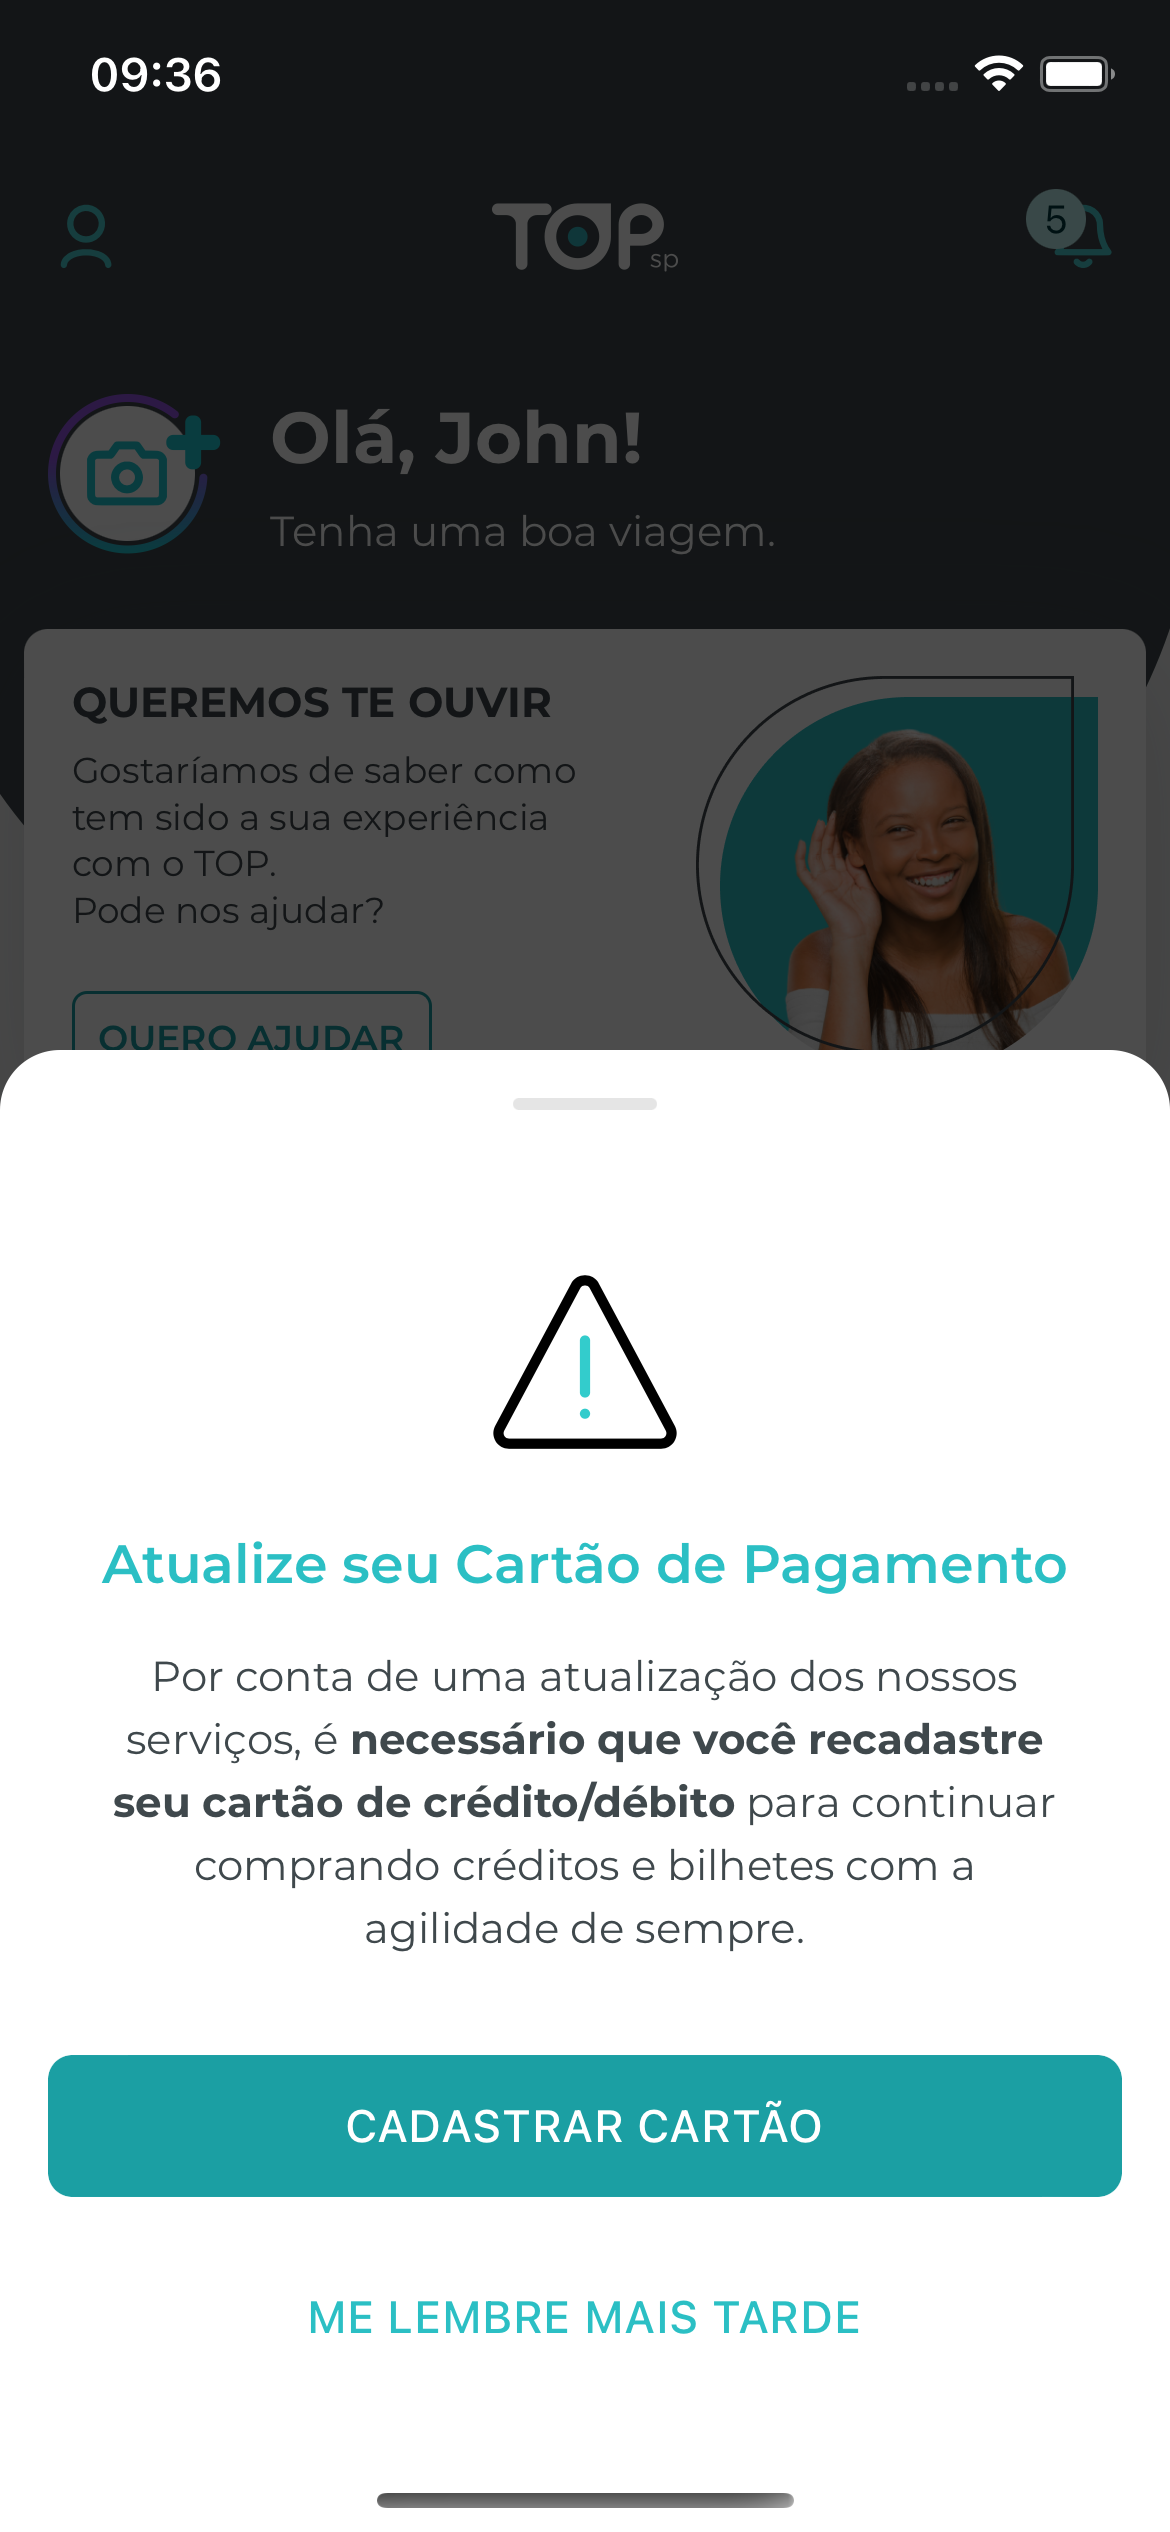 09:36
TOP sp
5
Olá, John!
Tenha uma boa viagem.
QUEREMOS TE OUVIR
Gostaríamos de saber como
tem sido a sua experiência
com o TOP.
Pode nos ajudar?
QUERO AJUDAR
Atualize seu Cartão de Pagamento
Por conta de uma atualização dos nossos
serviços, é necessário que você recadastre
seu cartão de crédito/débito para continuar
comprando créditos e bilhetes com a
agilidade de sempre.
CADASTRAR CARTÃO
ME LEMBRE MAIS TARDE